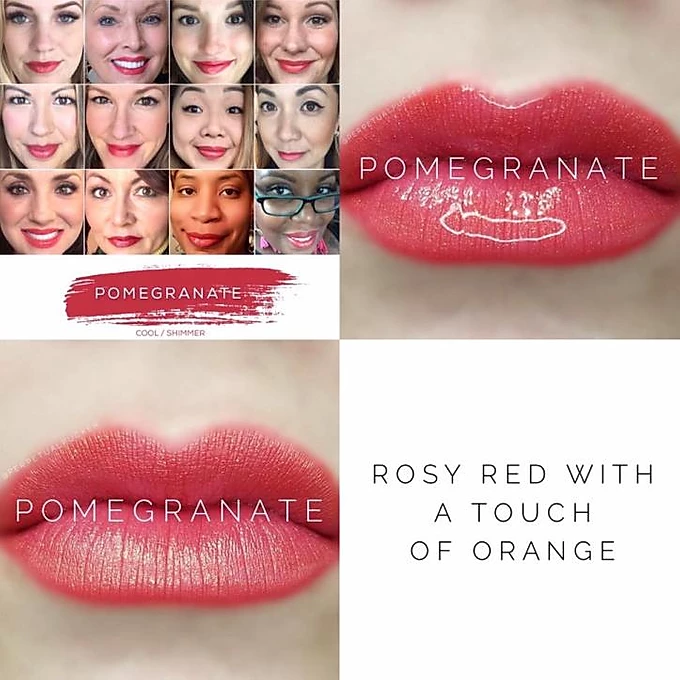 POMEGRANATE
COOL / SHIMMER
POMEGRANATE
POMEGRANATE
ROSY RED WITH
A TOUCH
OF ORANGE